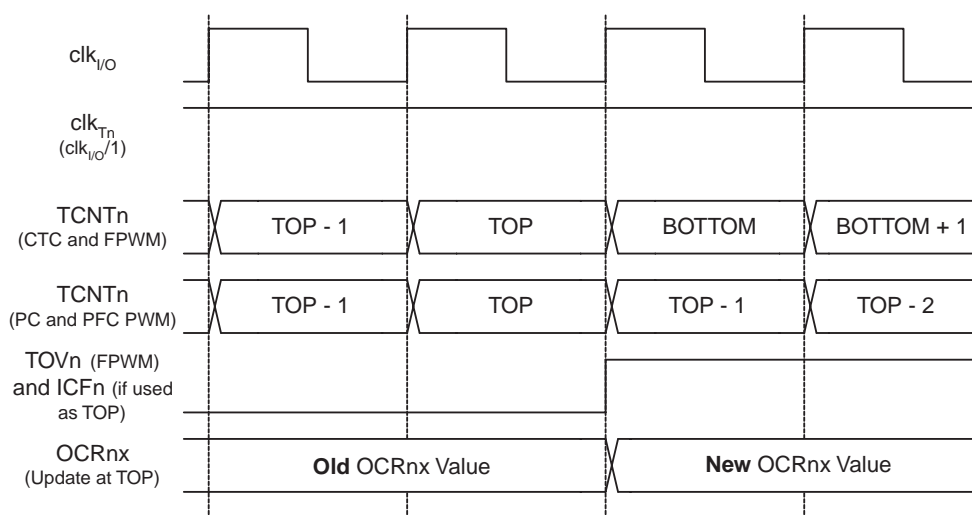 clkI/O
clkTn
(clkI/O/1)
TCNTn
(CTC and FPWM)
TOP - 1 TOP BOTTOM BOTTOM + 1
TCNTn
(PC and PFC PWM)
TOP - 1 TOP TOP - 1 TOP - 2
TOVn (FPWM)
and ICFn (if used
as TOP)
OCRnx
(Update at TOP)
Old OCRnx Value New OCRnx Value